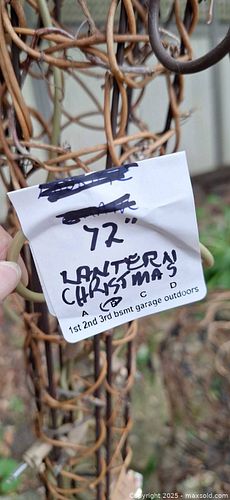 72"
LANTERN
CHRISTMAS
A B C D
1st 2nd 3rd bsmt garage outdoors
Copyright 2025 - maxsold.com